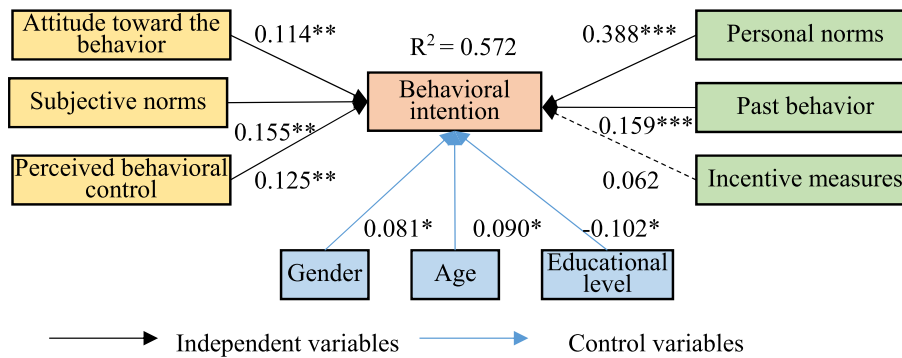 Attitude toward the
behavior
0.114**
R² = 0.572
0.388***
Personal norms
Subjective norms
Behavioral
intention
Past behavior
0.155**
0.159***
Perceived behavioral
control
0.125**
0.062
Incentive measures
0.081*
0.090*
-0.102*
Gender
Age
Educational
level
Independent variables
Control variables